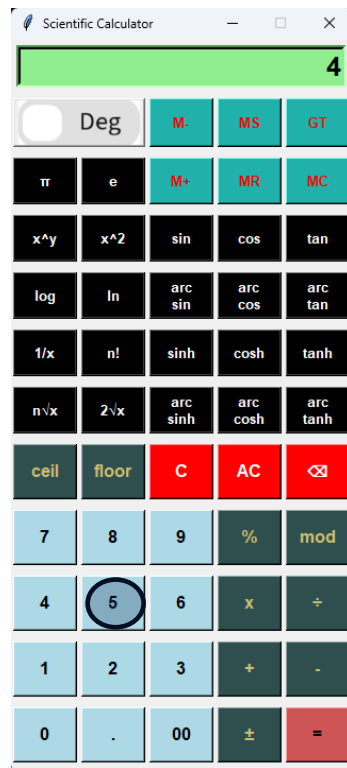 Scientific Calculator
4
Deg M- MS GT
π e M+ MR MC
x^y x^2 sin cos tan
log ln arc sin arc cos arc tan
1/x n! sinh cosh tanh
n√x 2√x arc sinh arc cosh arc tanh
ceil floor C AC ⌫
7 8 9 % mod
4 5 6 x ÷
1 2 3 + -
0 . 00 ± =